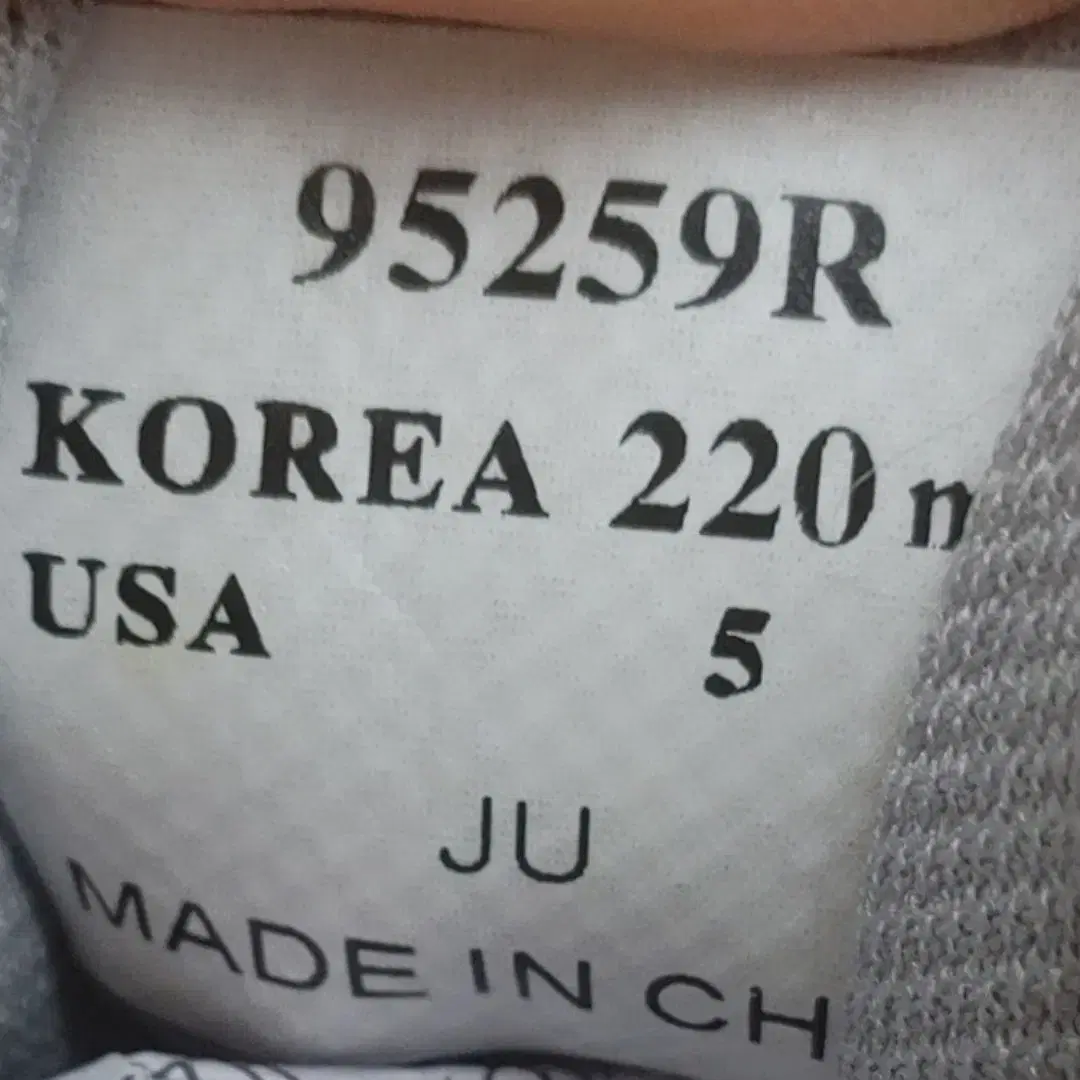 95259R
KOREA 220
USA 5
JU
MADE IN CH